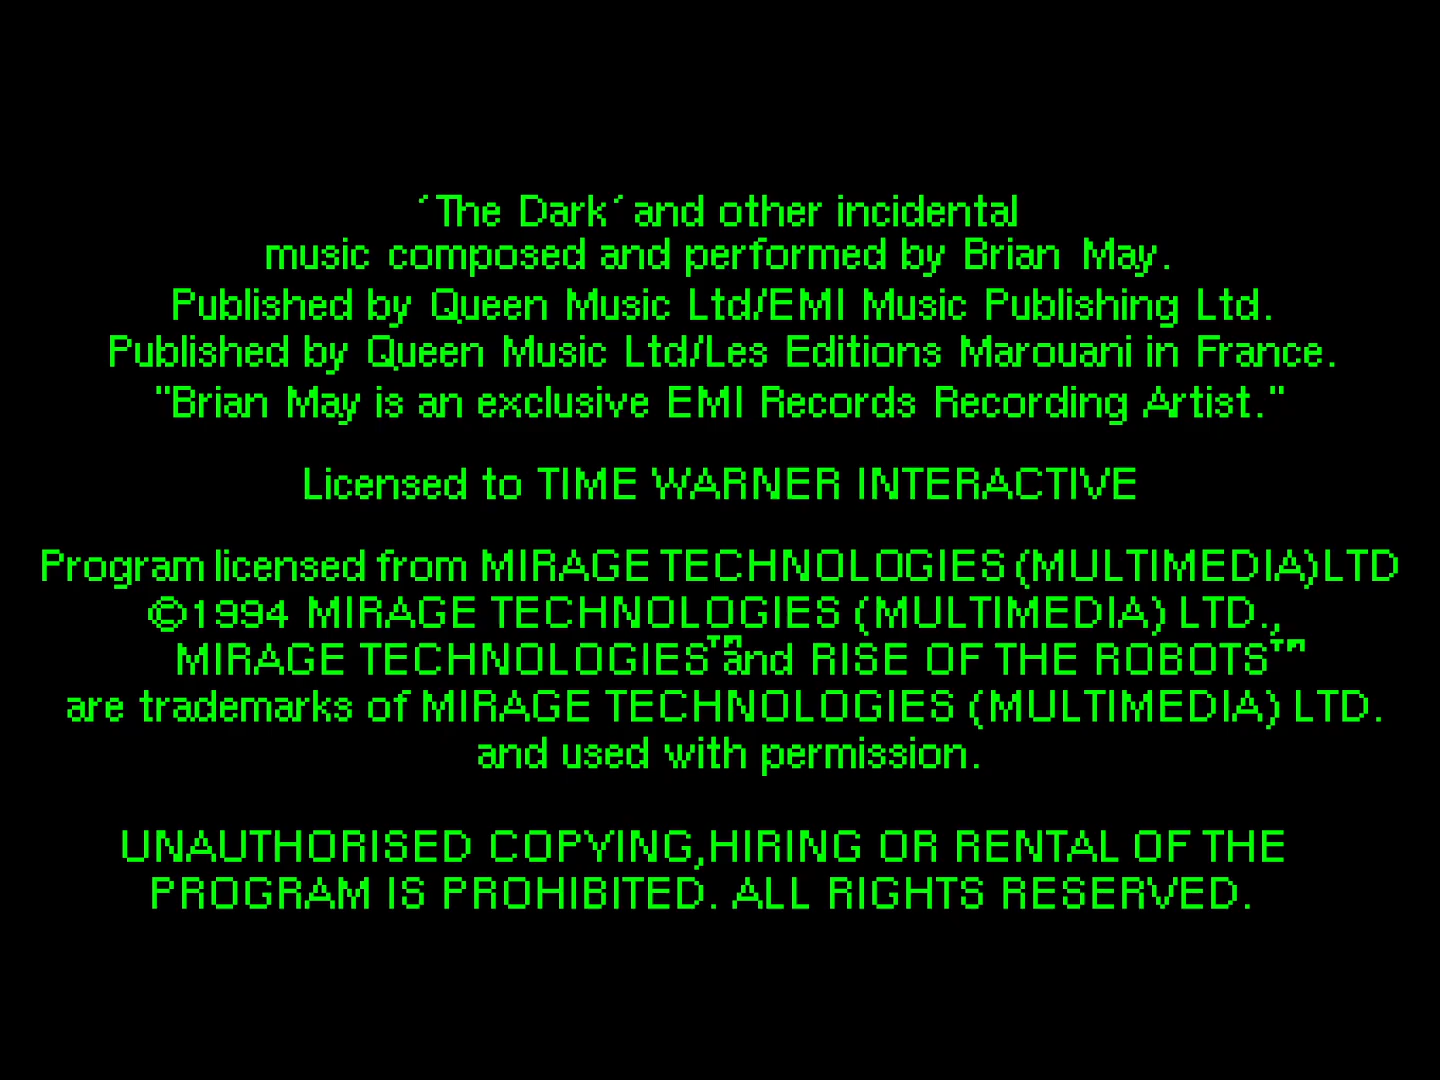 ´The Dark´ and other incidental
music composed and performed by Brian May.
Published by Queen Music Ltd/EMI Music Publishing Ltd.
Published by Queen Music Ltd/Les Editions Marouani in France.
"Brian May is an exclusive EMI Records Recording Artist."
Licensed to TIME WARNER INTERACTIVE
Program licensed from MIRAGE TECHNOLOGIES (MULTIMEDIA)LTD
©1994 MIRAGE TECHNOLOGIES (MULTIMEDIA) LTD.,
MIRAGE TECHNOLOGIES™and RISE OF THE ROBOTS™
are trademarks of MIRAGE TECHNOLOGIES (MULTIMEDIA) LTD.
and used with permission.
UNAUTHORISED COPYING,HIRING OR RENTAL OF THE
PROGRAM IS PROHIBITED. ALL RIGHTS RESERVED.